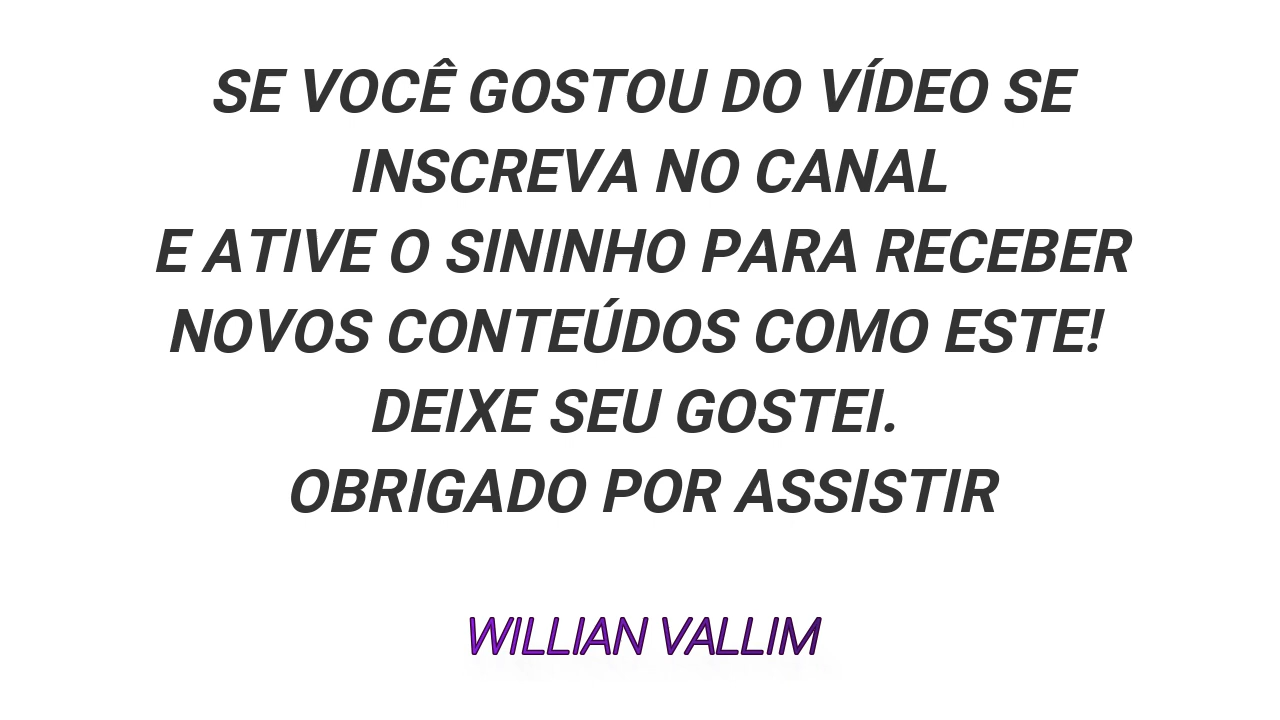 SE VOCÊ GOSTOU DO VÍDEO SE
INSCREVA NO CANAL
E ATIVE O SININHO PARA RECEBER
NOVOS CONTEÚDOS COMO ESTE!
DEIXE SEU GOSTEI.
OBRIGADO POR ASSISTIR
WILLIAN VALLIM